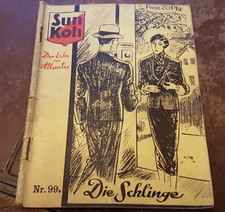 Sun
Koh
Preis 20 Pfg.
Der Erbe
von
Atlantis
Nr. 99.
Die Schlinge